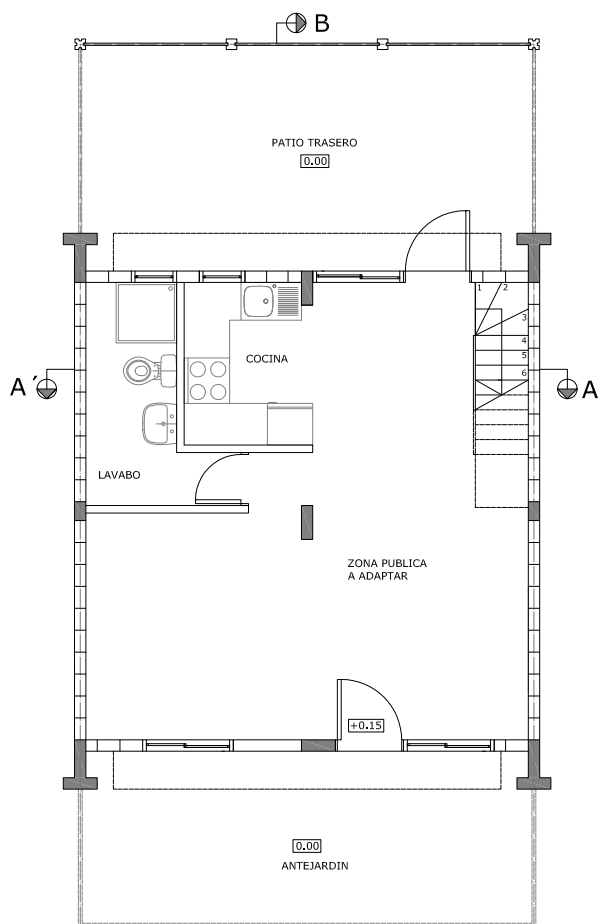 B
PATIO TRASERO
0.00
1 2
3
4
5
6
COCINA
A´
A
LAVABO
ZONA PUBLICA
A ADAPTAR
+0.15
0.00
ANTEJARDIN